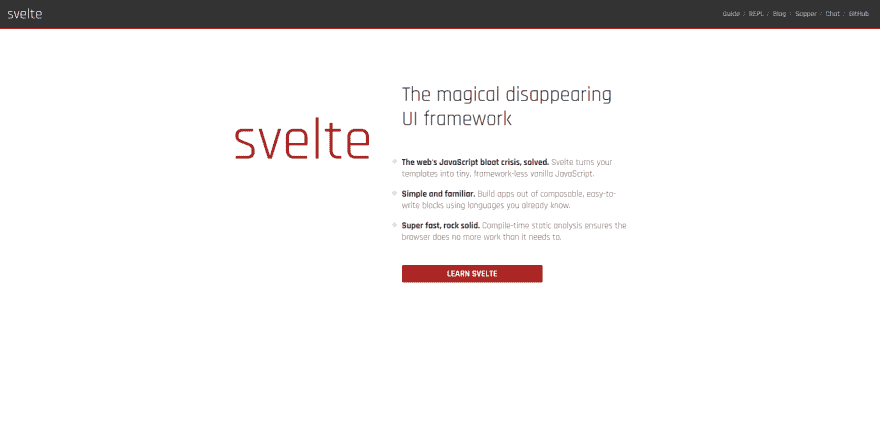 svelte
Guide / REPL / Blog / Sapper / Chat / GitHub
svelte
The magical disappearing
UI framework
The web's JavaScript bloat crisis, solved. Svelte turns your
templates into tiny, framework-less vanilla JavaScript.
Simple and familiar. Build apps out of composable, easy-to-
write blocks using languages you already know.
Super fast, rock solid. Compile-time static analysis ensures the
browser does no more work than it needs to.
LEARN SVELTE